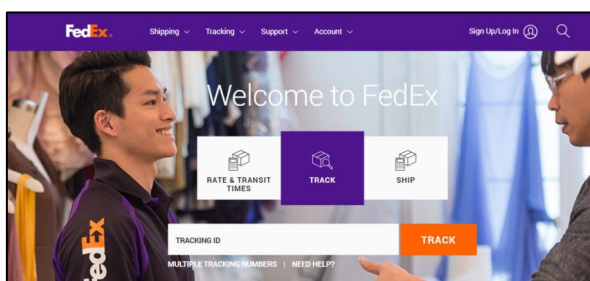 FedEx.
Shipping Tracking Support Account Sign Up/Log In
Welcome to FedEx
RATE & TRANSIT
TIMES
TRACK
SHIP
TRACKING ID
TRACK
MULTIPLE TRACKING NUMBERS | NEED HELP?
FedEx